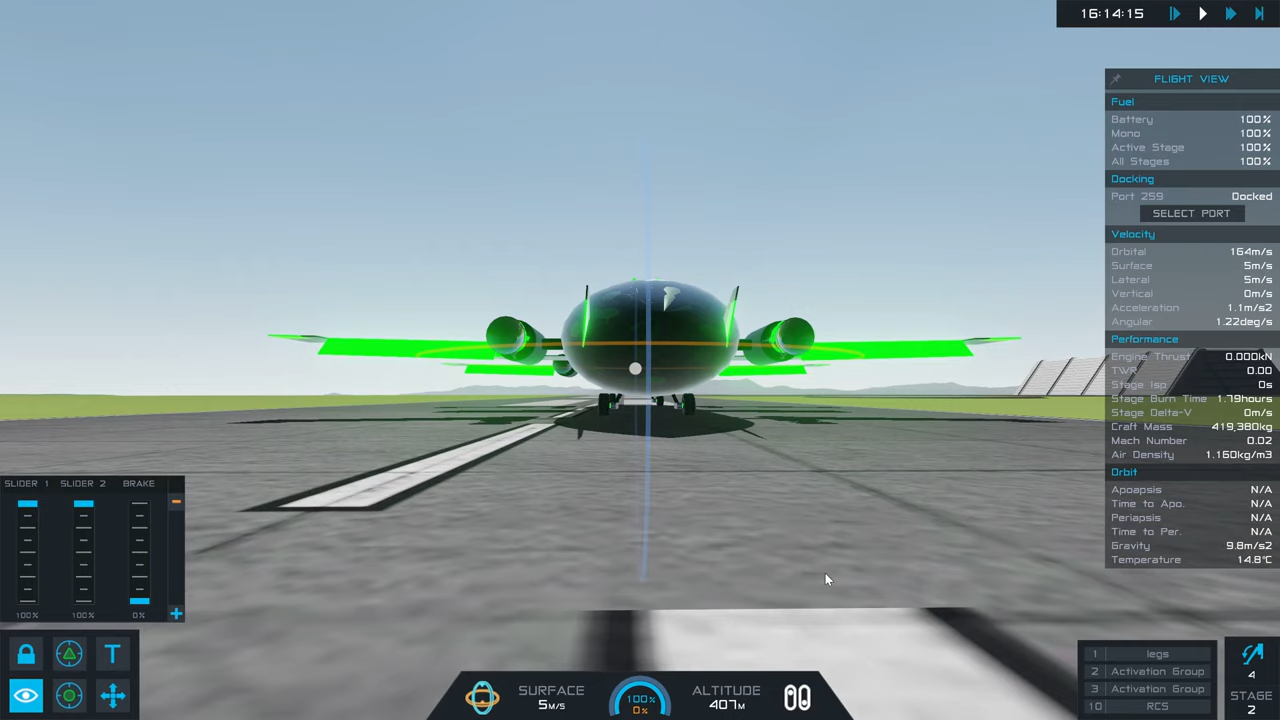 16:14:15
FLIGHT VIEW
Fuel
Battery 100%
Mono 100%
Active Stage 100%
All Stages 100%
Docking
Port 259 Docked
SELECT PORT
Velocity
Orbital 164m/s
Surface 5m/s
Lateral 5m/s
Vertical 0m/s
Acceleration 1.1m/s2
Angular 1.22deg/s
Performance
Engine Thrust 0.000kN
TWR 0.00
Stage Isp 0s
Stage Burn Time 1.79hours
Stage Delta-V 0m/s
Craft Mass 419,380kg
Mach Number 0.02
Air Density 1.160kg/m3
Orbit
Apoapsis N/A
Time to Apo. N/A
Periapsis N/A
Time to Per. N/A
Gravity 9.8m/s2
Temperature 14.8°C
SLIDER 1 SLIDER 2 BRAKE
100% 100% 0%
T
SURFACE
5M/S
100%
0%
ALTITUDE
407M
1 legs
2 Activation Group
3 Activation Group
10 RCS
4
STAGE
2